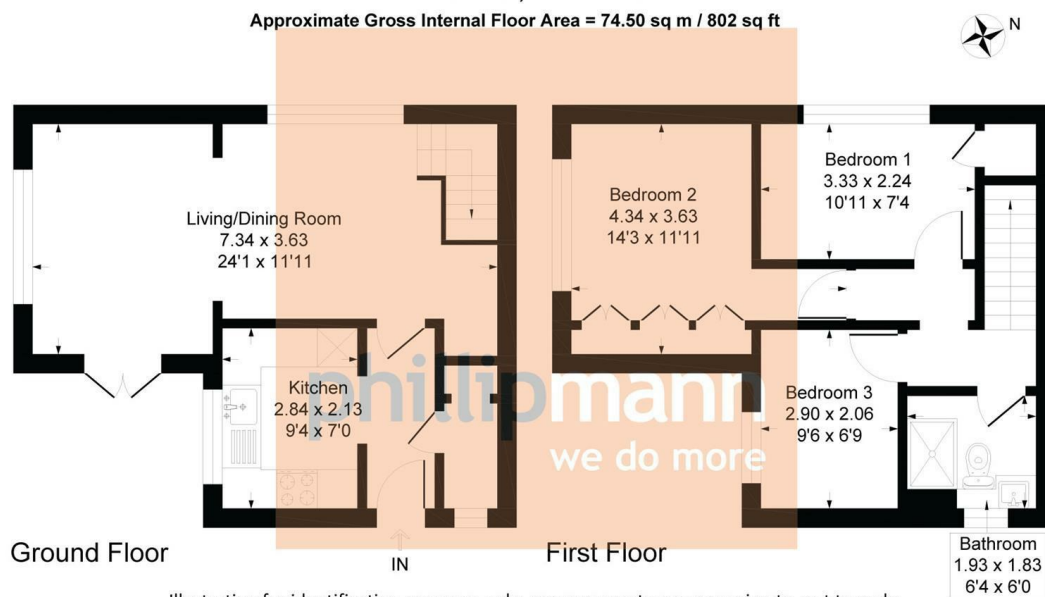 Approximate Gross Internal Floor Area = 74.50 sq m / 802 sq ft
N
Living/Dining Room
7.34 x 3.63
24'1 x 11'11
Kitchen
2.84 x 2.13
9'4 x 7'0
IN
Ground Floor
Bedroom 2
4.34 x 3.63
14'3 x 11'11
Bedroom 1
3.33 x 2.24
10'11 x 7'4
Bedroom 3
2.90 x 2.06
9'6 x 6'9
Bathroom
1.93 x 1.83
6'4 x 6'0
First Floor
phillipmann
we do more